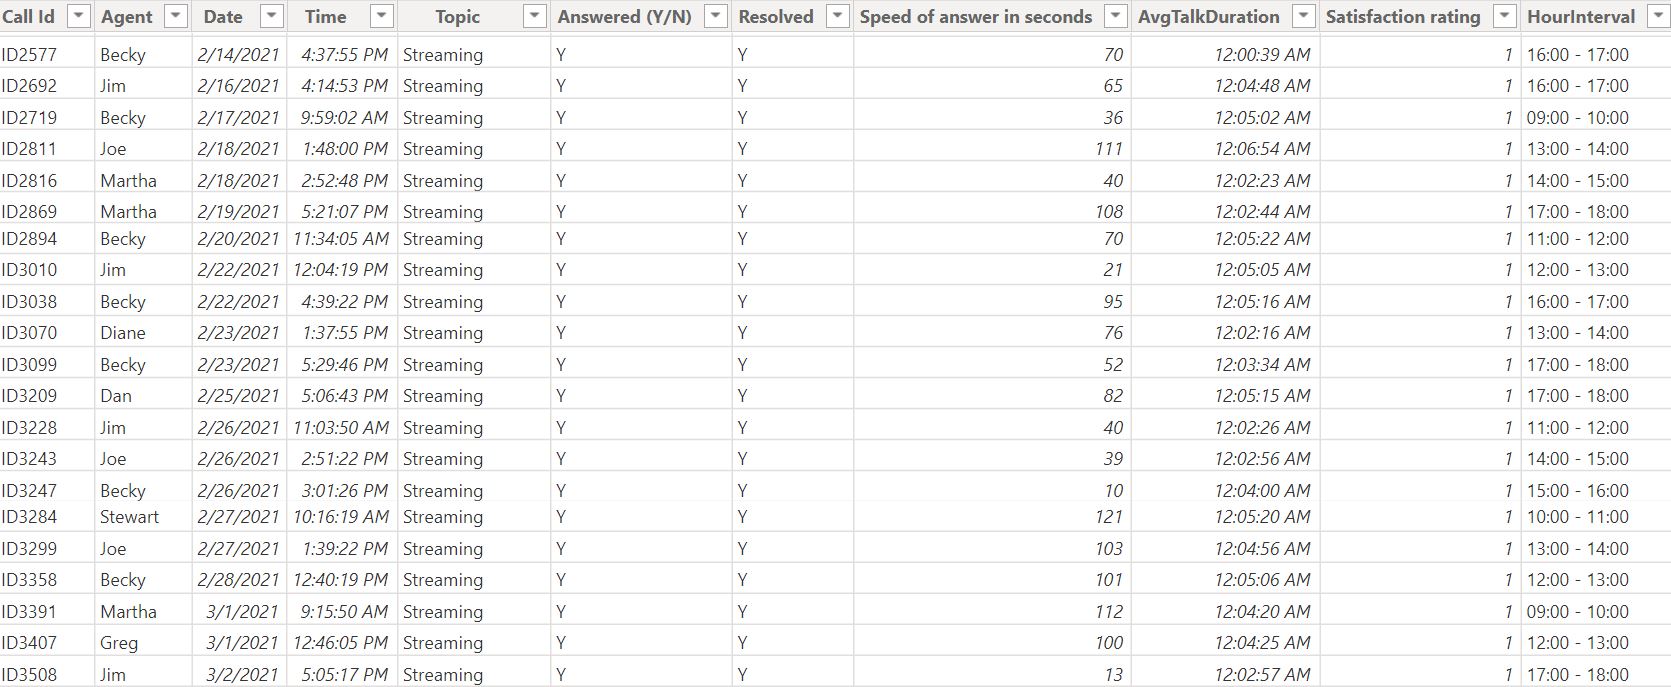 Call Id Agent Date Time Topic Answered (Y/N) Resolved Speed of answer in seconds AvgTalkDuration Satisfaction rating HourInterval
ID2577 Becky 2/14/2021 4:37:55 PM Streaming Y Y 70 12:00:39 AM 1 16:00 - 17:00
ID2692 Jim 2/16/2021 4:14:53 PM Streaming Y Y 65 12:04:48 AM 1 16:00 - 17:00
ID2719 Becky 2/17/2021 9:59:02 AM Streaming Y Y 36 12:05:02 AM 1 09:00 - 10:00
ID2811 Joe 2/18/2021 1:48:00 PM Streaming Y Y 111 12:06:54 AM 1 13:00 - 14:00
ID2816 Martha 2/18/2021 2:52:48 PM Streaming Y Y 40 12:02:23 AM 1 14:00 - 15:00
ID2869 Martha 2/19/2021 5:21:07 PM Streaming Y Y 108 12:02:44 AM 1 17:00 - 18:00
ID2894 Becky 2/20/2021 11:34:05 AM Streaming Y Y 70 12:05:22 AM 1 11:00 - 12:00
ID3010 Jim 2/22/2021 12:04:19 PM Streaming Y Y 21 12:05:05 AM 1 12:00 - 13:00
ID3038 Becky 2/22/2021 4:39:22 PM Streaming Y Y 95 12:05:16 AM 1 16:00 - 17:00
ID3070 Diane 2/23/2021 1:37:55 PM Streaming Y Y 76 12:02:16 AM 1 13:00 - 14:00
ID3099 Becky 2/23/2021 5:29:46 PM Streaming Y Y 52 12:03:34 AM 1 17:00 - 18:00
ID3209 Dan 2/25/2021 5:06:43 PM Streaming Y Y 82 12:05:15 AM 1 17:00 - 18:00
ID3228 Jim 2/26/2021 11:03:50 AM Streaming Y Y 40 12:02:26 AM 1 11:00 - 12:00
ID3243 Joe 2/26/2021 2:51:22 PM Streaming Y Y 39 12:02:56 AM 1 14:00 - 15:00
ID3247 Becky 2/26/2021 3:01:26 PM Streaming Y Y 10 12:04:00 AM 1 15:00 - 16:00
ID3284 Stewart 2/27/2021 10:16:19 AM Streaming Y Y 121 12:05:20 AM 1 10:00 - 11:00
ID3299 Joe 2/27/2021 1:39:22 PM Streaming Y Y 103 12:04:56 AM 1 13:00 - 14:00
ID3358 Becky 2/28/2021 12:40:19 PM Streaming Y Y 101 12:05:06 AM 1 12:00 - 13:00
ID3391 Martha 3/1/2021 9:15:50 AM Streaming Y Y 112 12:04:20 AM 1 09:00 - 10:00
ID3407 Greg 3/1/2021 12:46:05 PM Streaming Y Y 100 12:04:25 AM 1 12:00 - 13:00
ID3508 Jim 3/2/2021 5:05:17 PM Streaming Y Y 13 12:02:57 AM 1 17:00 - 18:00